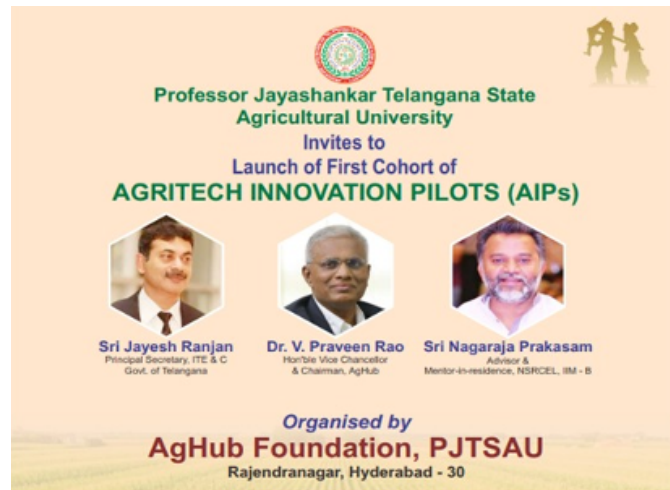 Professor Jayashankar Telangana State
Agricultural University
Invites to
Launch of First Cohort of
AGRITECH INNOVATION PILOTS (AIPs)
Sri Jayesh Ranjan
Principal Secretary, ITE & C
Govt. of Telangana
Dr. V. Praveen Rao
Hon'ble Vice Chancellor
& Chairman, AgHub
Sri Nagaraja Prakasam
Advisor &
Mentor-in-residence, NSRCEL, IIM - B
Organised by
AgHub Foundation, PJTSAU
Rajendranagar, Hyderabad - 30